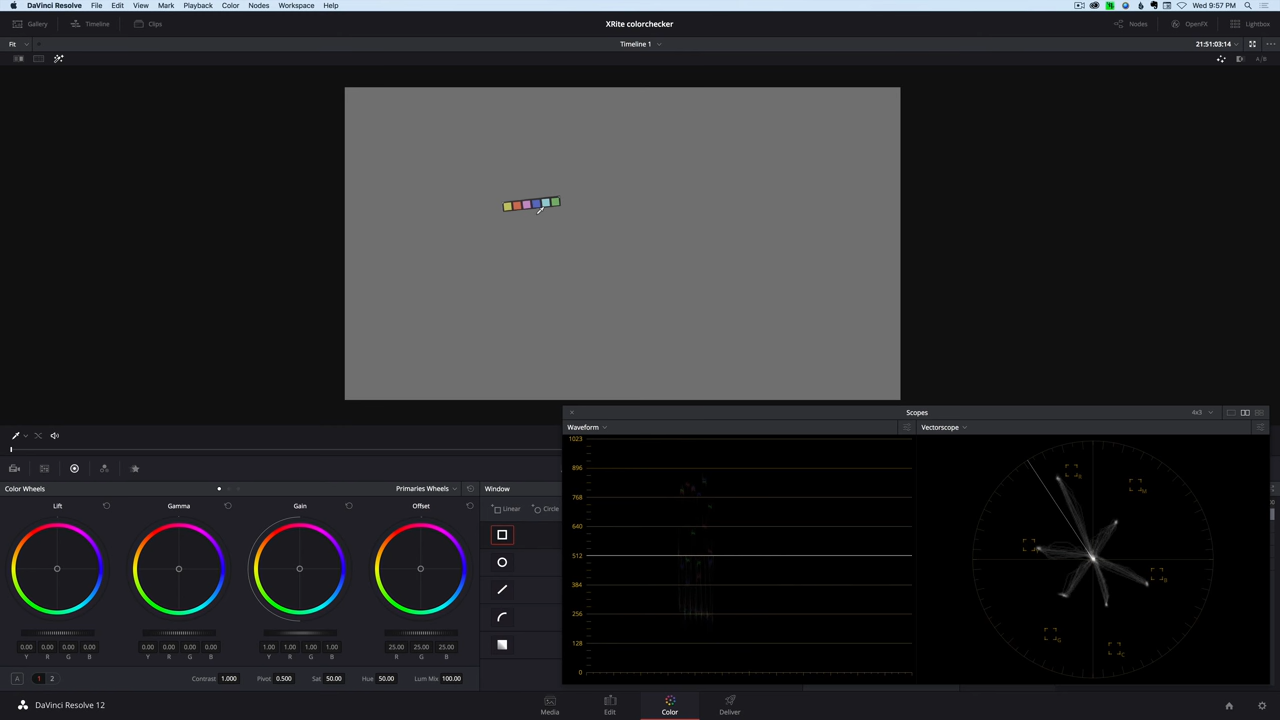 DaVinci Resolve File Edit View Mark Playback Color Nodes Workspace Help Wed 9:57 PM
Gallery Timeline Clips XRite colorchecker Nodes OpenFX Lightbox
Fit Timeline 1 21:51:03:14
A/B
Scopes 4x3
Waveform Vectorscope
1023
896
768
640
512
384
256
128
0
R
M
B
G
C
Color Wheels Primaries Wheels Window
Lift Gamma Gain Offset Linear Circle
0.00 0.00 0.00 0.00 0.00 0.00 0.00 0.00 1.00 1.00 1.00 1.00 25.00 25.00 25.00
Y R G B Y R G B Y R G B R G B
A 1 2 Contrast 1.000 Pivot 0.500 Sat 50.00 Hue 50.00 Lum Mix 100.00
DaVinci Resolve 12 Media Edit Color Deliver